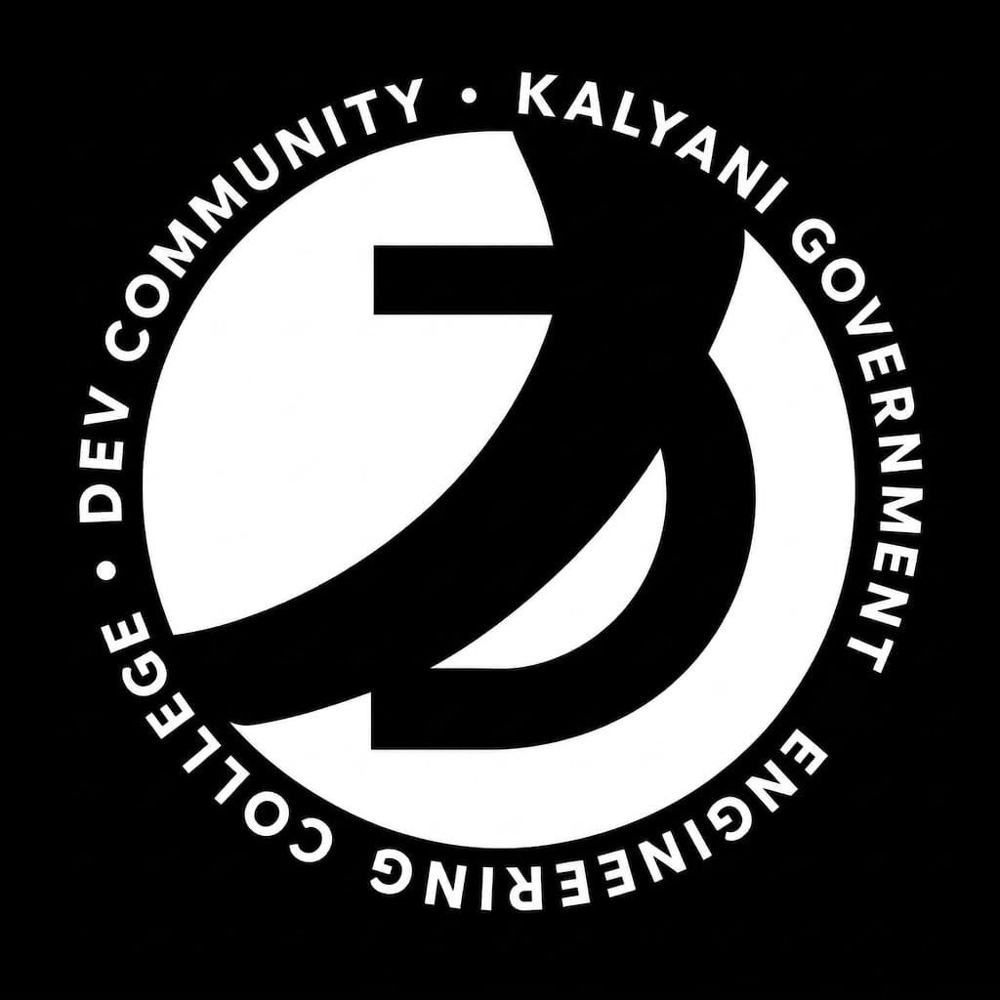 KALYANI GOVERNMENT ENGINEERING COLLEGE • DEV COMMUNITY •